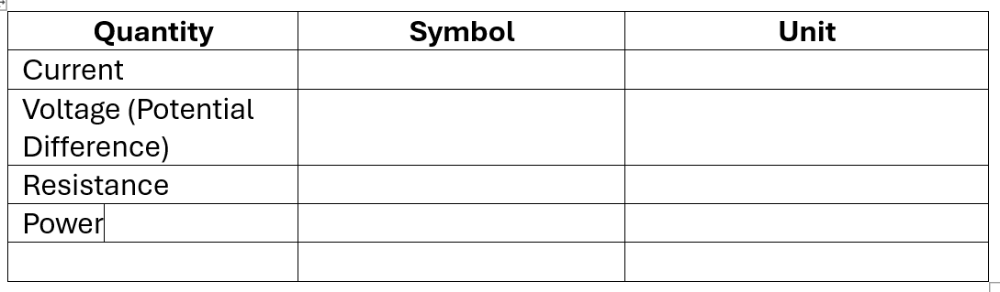 Quantity Symbol Unit
Current
Voltage (Potential
Difference)
Resistance
Power